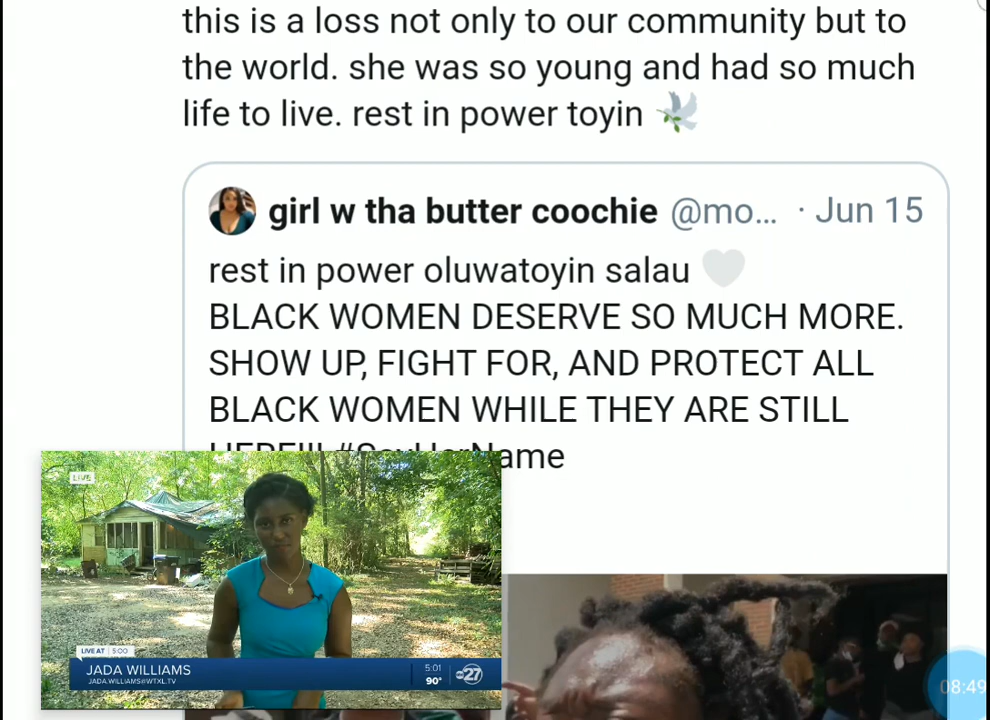 this is a loss not only to our community but to
the world. she was so young and had so much
life to live. rest in power toyin
girl w tha butter coochie @mo... · Jun 15
rest in power oluwatoyin salau
BLACK WOMEN DESERVE SO MUCH MORE.
SHOW UP, FIGHT FOR, AND PROTECT ALL
BLACK WOMEN WHILE THEY ARE STILL
HERE!!! #SayHerName
LIVE
LIVE AT 5:00
JADA WILLIAMS
JADA.WILLIAMS@WTXL.TV
5:01
90°
abc 27
08:49